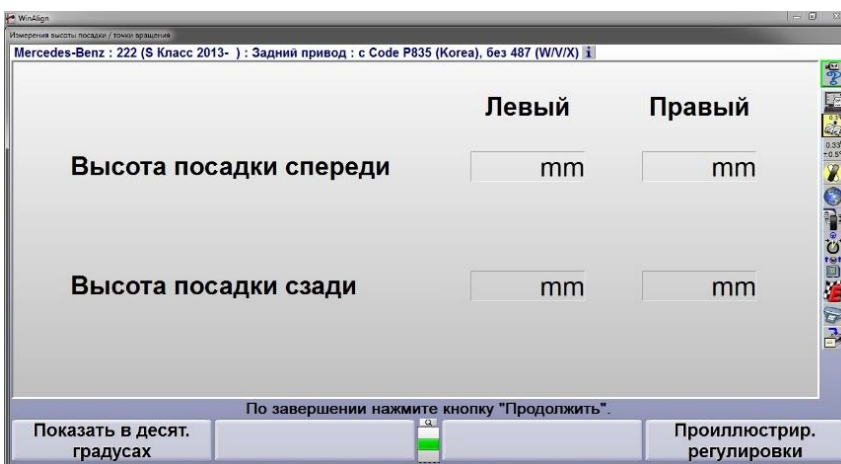 WinAlign
Измерения высоты посадки / точки вращения
Mercedes-Benz : 222 (S Класс 2013- ) : Задний привод : с Code P835 (Korea), без 487 (W/V/X) i
Левый Правый
Высота посадки спереди mm mm
Высота посадки сзади mm mm
По завершении нажмите кнопку "Продолжить".
Показать в десят.
градусах
Проиллюстрир.
регулировки